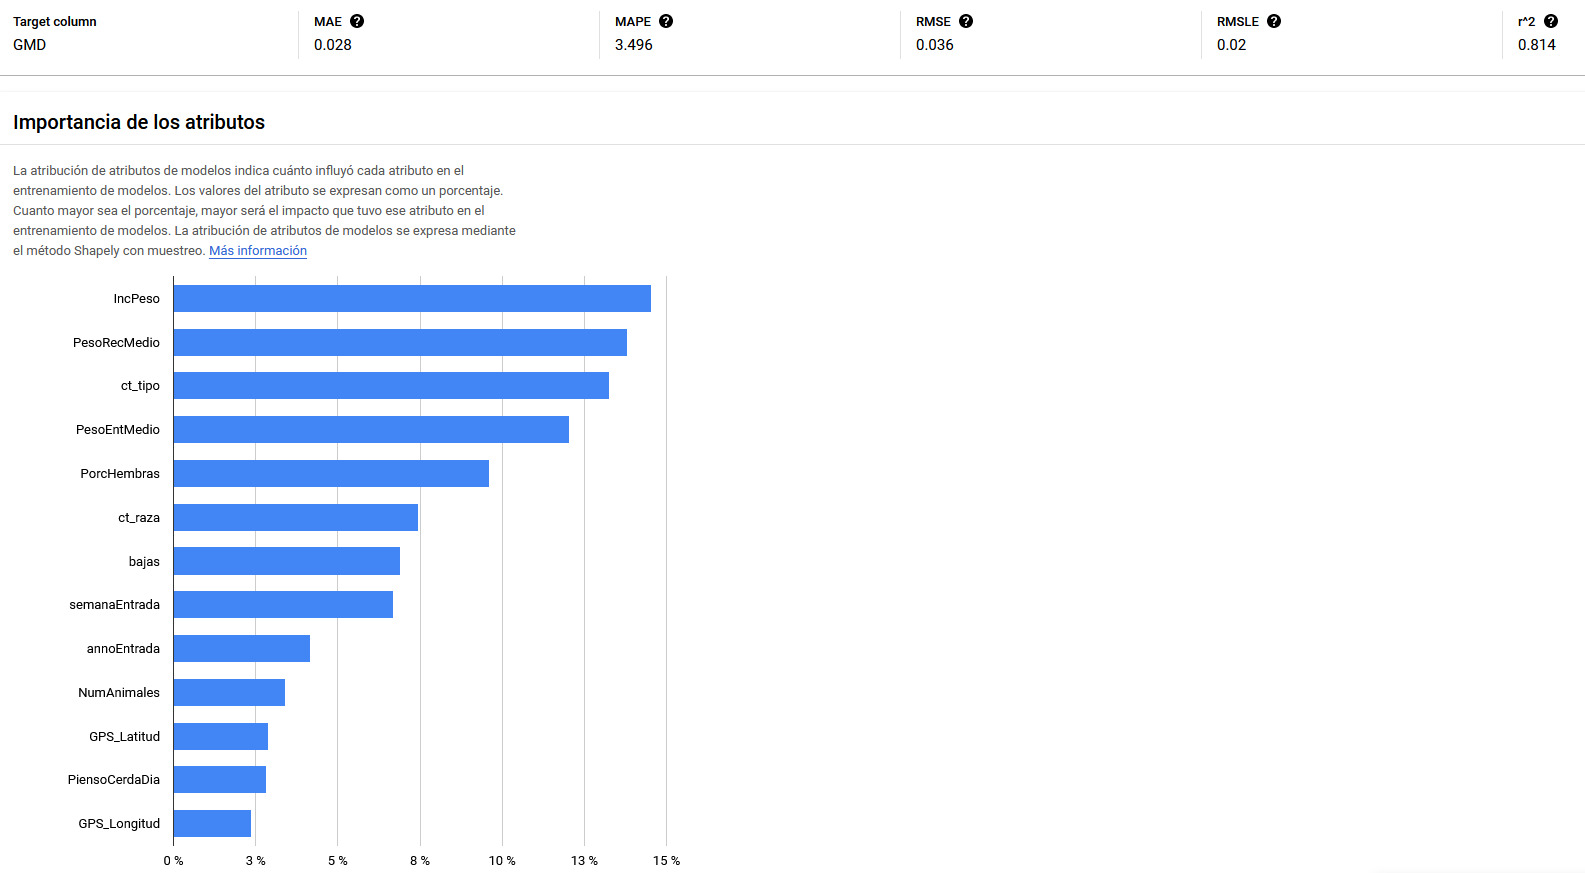 Target column
GMD
MAE ?
0.028
MAPE ?
3.496
RMSE ?
0.036
RMSLE ?
0.02
r^2 ?
0.814
Importancia de los atributos
La atribución de atributos de modelos indica cuánto influyó cada atributo en el
entrenamiento de modelos. Los valores del atributo se expresan como un porcentaje.
Cuanto mayor sea el porcentaje, mayor será el impacto que tuvo ese atributo en el
entrenamiento de modelos. La atribución de atributos de modelos se expresa mediante
el método Shapely con muestreo. Más información
IncPeso
PesoRecMedio
ct_tipo
PesoEntMedio
PorcHembras
ct_raza
bajas
semanaEntrada
annoEntrada
NumAnimales
GPS_Latitud
PiensoCerdaDia
GPS_Longitud
0 % 3 % 5 % 8 % 10 % 13 % 15 %